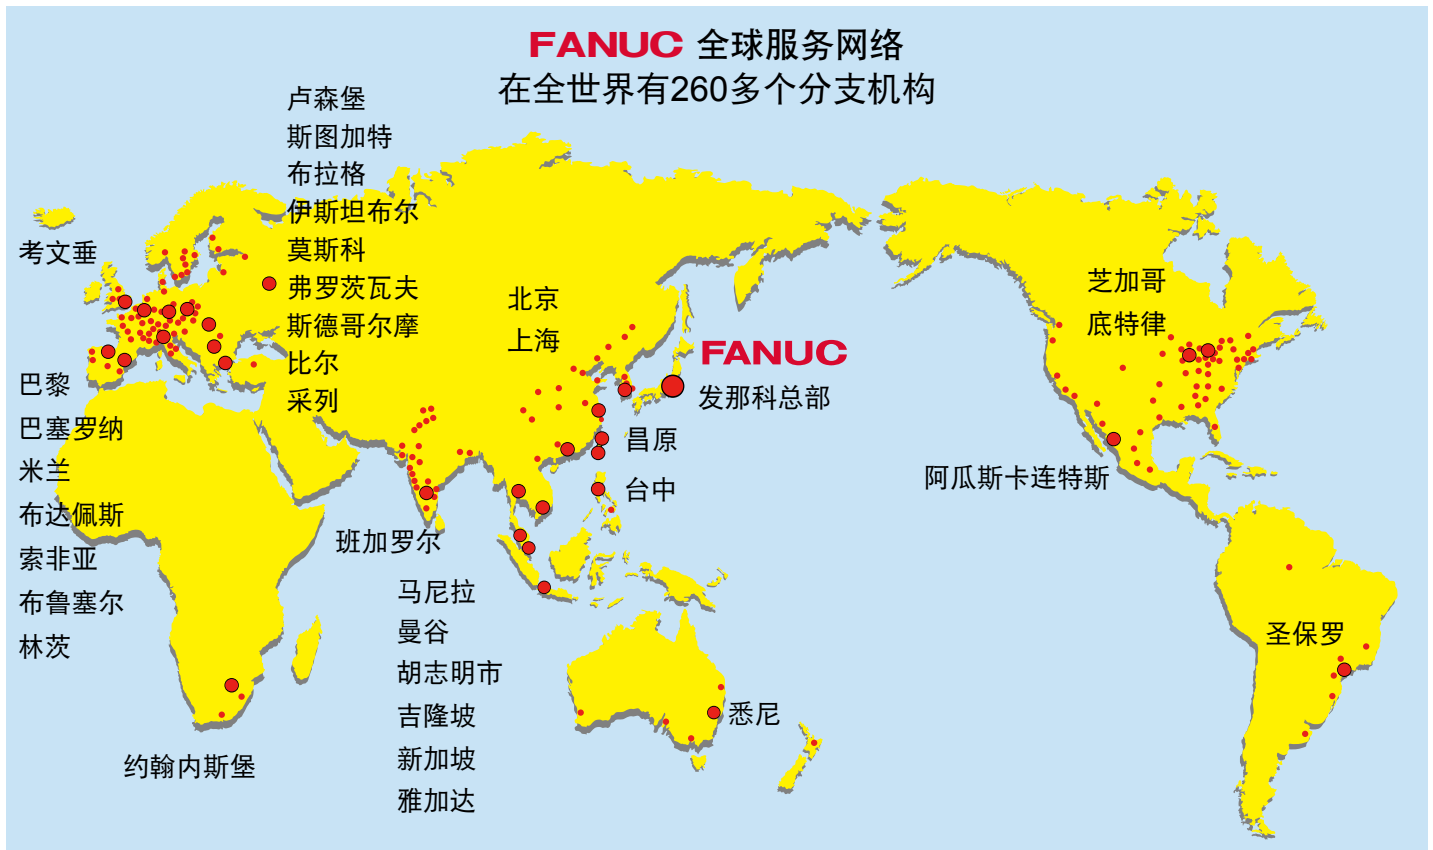 FANUC 全球服务网络
在全世界有260多个分支机构
卢森堡
斯图加特
布拉格
伊斯坦布尔
莫斯科
弗罗茨瓦夫
斯德哥尔摩
比尔
采列
考文垂
巴黎
巴塞罗纳
米兰
布达佩斯
索非亚
布鲁塞尔
林茨
约翰内斯堡
北京
上海
FANUC
发那科总部
昌原
台中
班加罗尔
马尼拉
曼谷
胡志明市
吉隆坡
新加坡
雅加达
悉尼
芝加哥
底特律
阿瓜斯卡连特斯
圣保罗